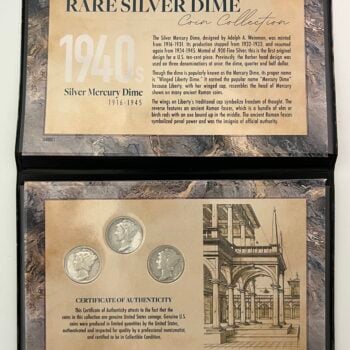 RARE SILVER DIME
Coin Collection
1940s
Silver Mercury Dime
1916-1945
The Silver Mercury Dime, designed by Adolph A. Weinman, was minted
from 1916-1931. Its production stopped from 1932-1933, and resumed
again from 1934-1945. Minted of .900 Fine Silver, this is the first original
design for a U.S. ten-cent piece. Previously, the Barber head design was
used on three denominations at once; the dime, quarter and half dollar.
Though the dime is popularly known as the Mercury Dime, its proper name
is "Winged Liberty Dime." It earned the popular name "Mercury Dime"
because Liberty, with her winged cap, resembles the head of Mercury
shown on many ancient Roman coins.
The wings on Liberty's traditional cap symbolize freedom of thought. The
reverse features an ancient Roman fasces, which is a bundle of elm or
birch rods with an axe bound up in the middle. The ancient Roman fasces
symbolized penal power and was the insignia of official authority.
CERTIFICATE OF AUTHENTICITY
This Certificate of Authenticity attests to the fact that the
coins in this collection are genuine United States coins. Genuine U.S.
coins were produced in limited quantities by the United States,
authenticated and inspected for quality by a professional numismatist,
and certified to be in Collectible Condition.